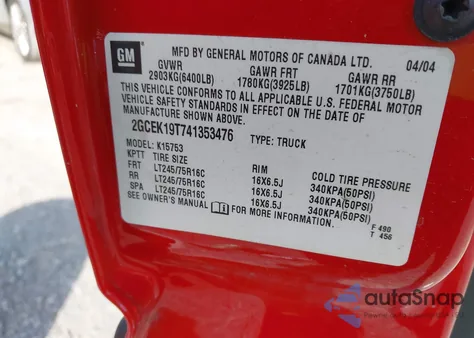 GM
MFD BY GENERAL MOTORS OF CANADA LTD. 04/04
GVWR GAWR FRT GAWR RR
2903KG(6400LB) 1780KG(3925LB) 1701KG(3750LB)
THIS VEHICLE CONFORMS TO ALL APPLICABLE U.S. FEDERAL MOTOR
VEHICLE SAFETY STANDARDS IN EFFECT ON THE DATE OF
MANUFACTURE SHOWN ABOVE.
2GCEK19T741353476 TYPE: TRUCK
MODEL: K15753
KPTT TIRE SIZE RIM COLD TIRE PRESSURE
FRT LT245/75R16C 16X6.5J 340KPA(50PSI)
RR LT245/75R16C 16X6.5J 340KPA(50PSI)
SPA LT245/75R16C 16X6.5J 340KPA(50PSI)
SEE OWNER'S MANUAL FOR MORE INFORMATION.
F 490
T 456
autaSnap